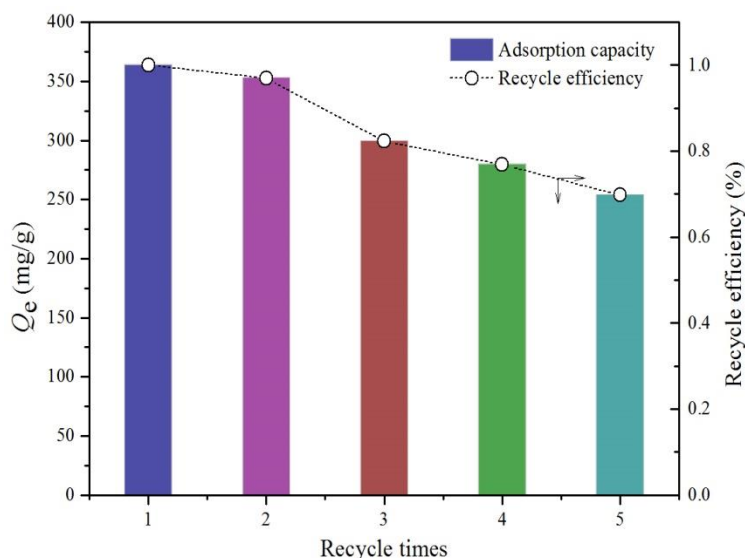 400
350
300
250
200
150
100
50
0
Qe (mg/g)
Adsorption capacity
Recycle efficiency
1.0
0.8
0.6
0.4
0.2
0.0
Recycle efficiency (%)
1 2 3 4 5
Recycle times